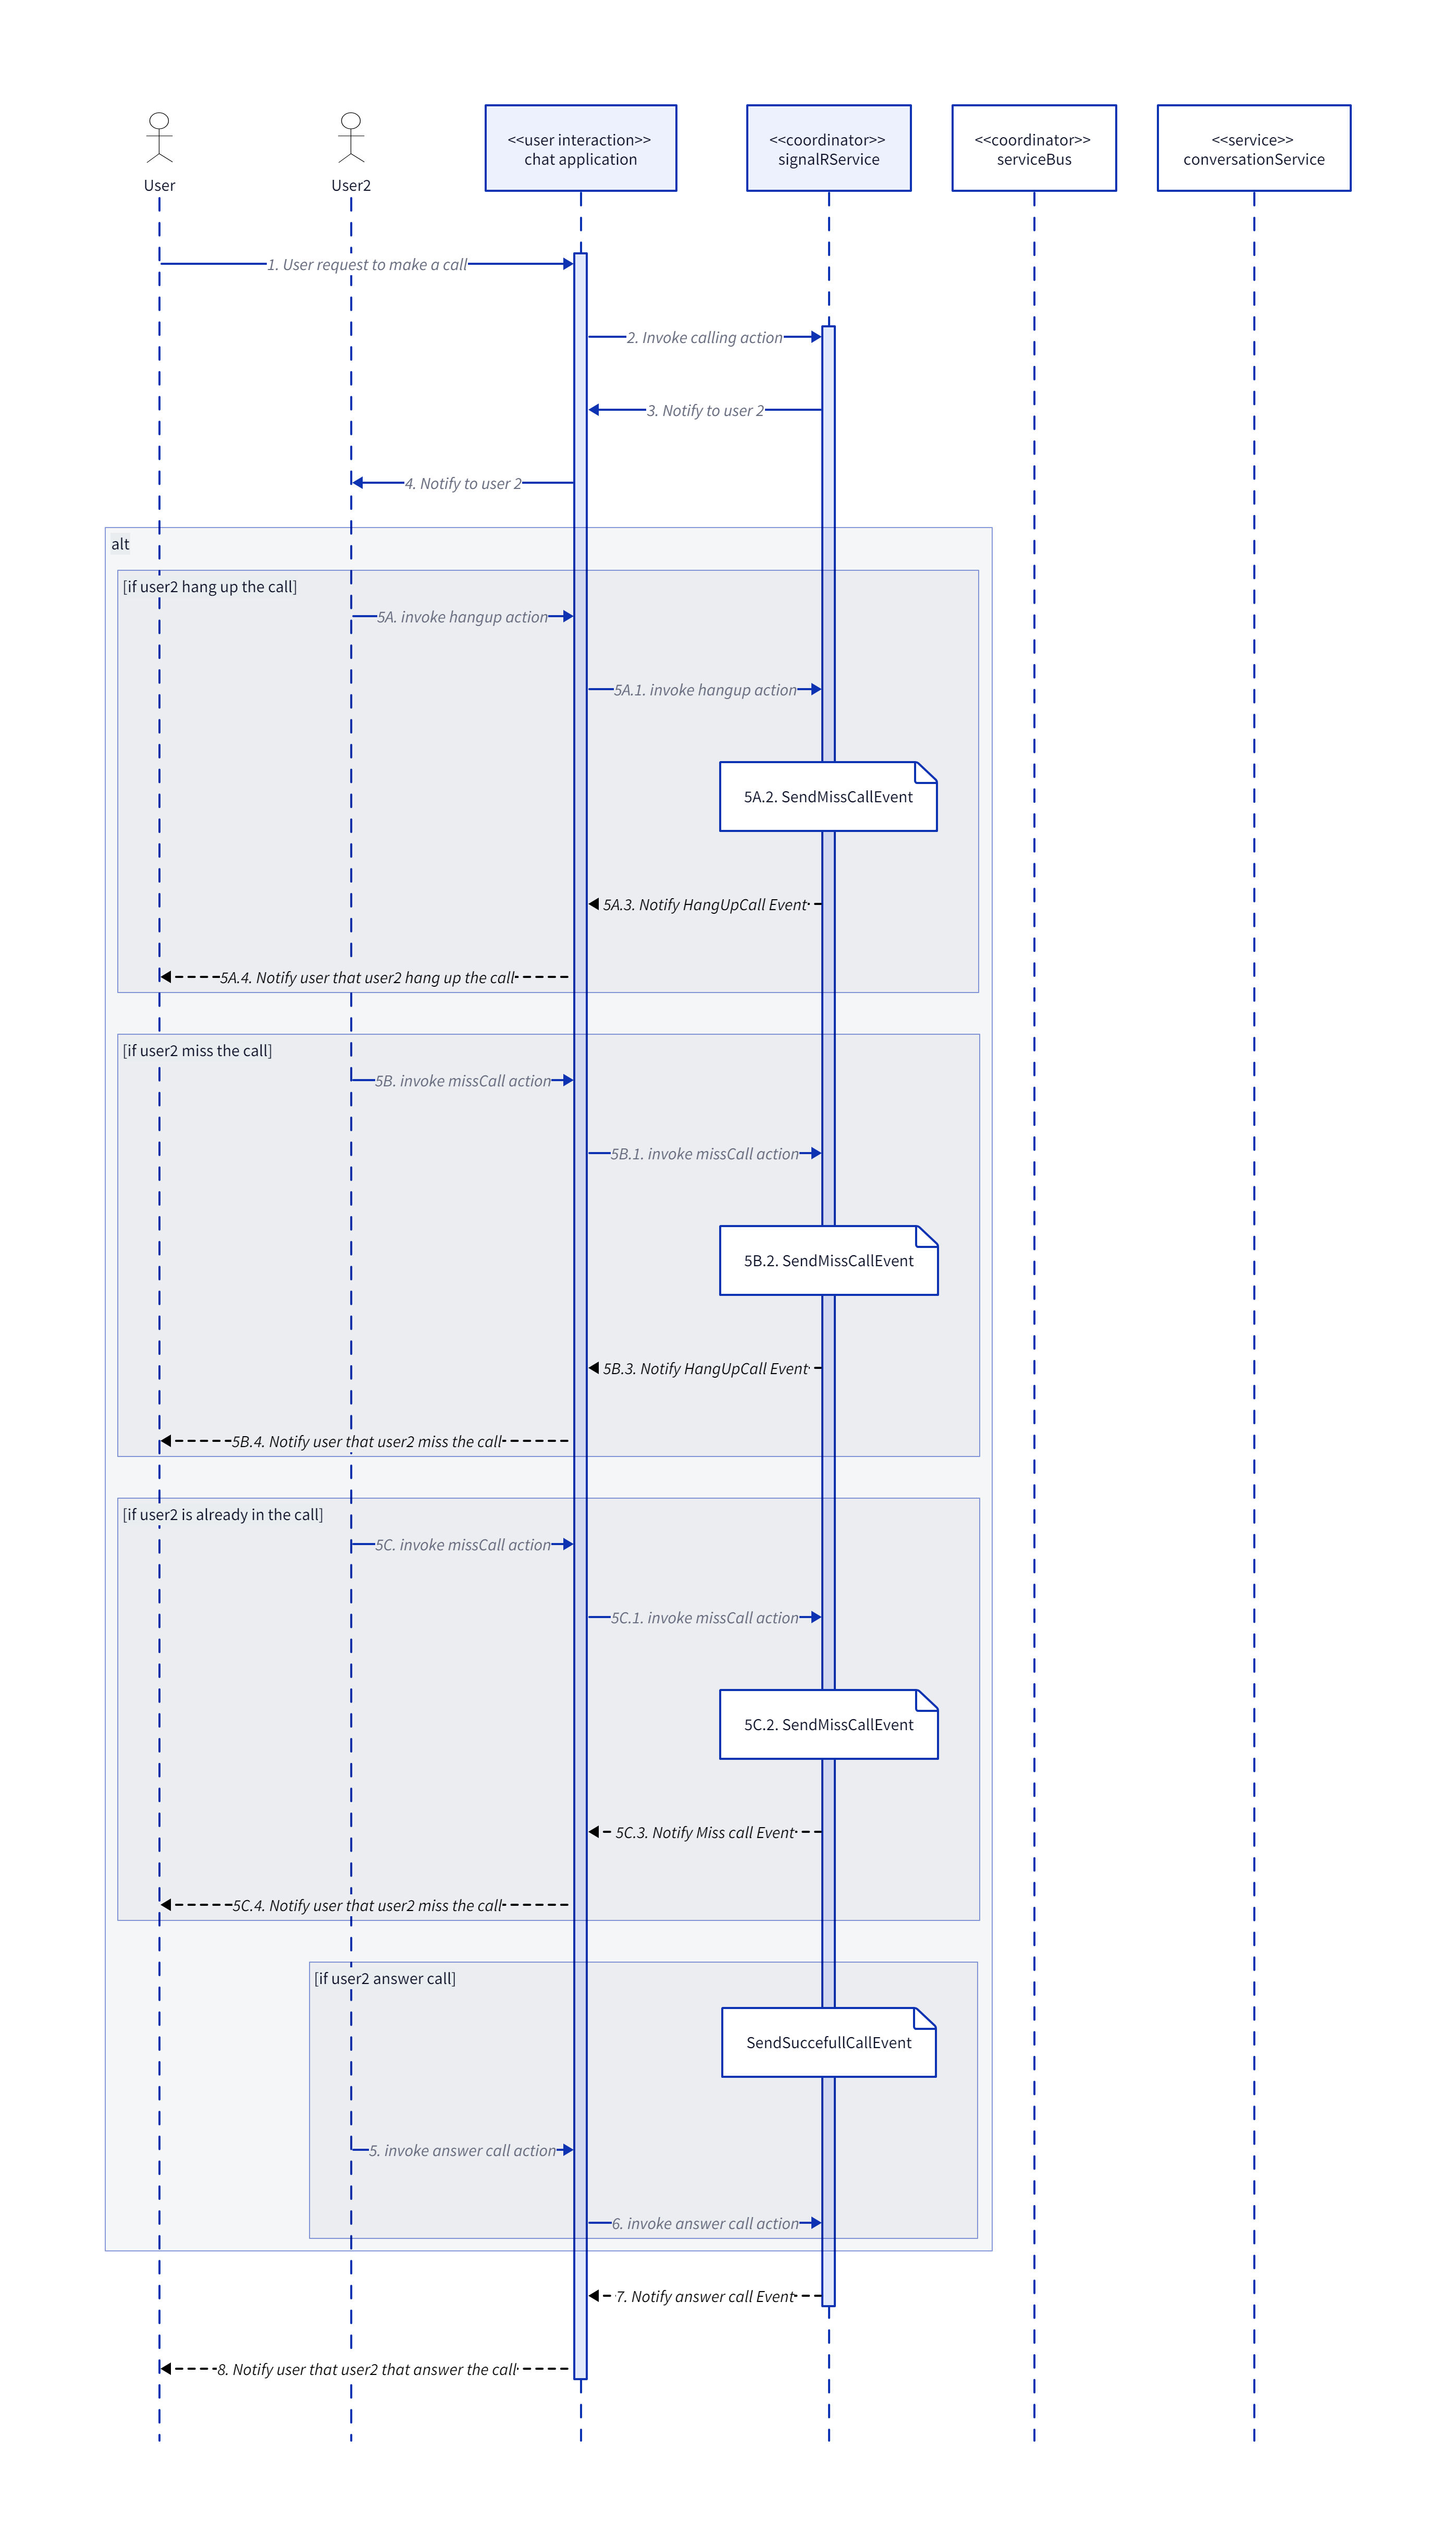 User
User2
<<user interaction>>
chat application
<<coordinator>>
signalRService
<<coordinator>>
serviceBus
<<service>>
conversationService
1. User request to make a call
2. Invoke calling action
3. Notify to user 2
4. Notify to user 2
alt
[if user2 hang up the call]
5A. invoke hangup action
5A.1. invoke hangup action
5A.2. SendMissCallEvent
5A.3. Notify HangUpCall Event
5A.4. Notify user that user2 hang up the call
[if user2 miss the call]
5B. invoke missCall action
5B.1. invoke missCall action
5B.2. SendMissCallEvent
5B.3. Notify HangUpCall Event
5B.4. Notify user that user2 miss the call
[if user2 is already in the call]
5C. invoke missCall action
5C.1. invoke missCall action
5C.2. SendMissCallEvent
5C.3. Notify Miss call Event
5C.4. Notify user that user2 miss the call
[if user2 answer call]
SendSuccefullCallEvent
5. invoke answer call action
6. invoke answer call action
7. Notify answer call Event
8. Notify user that user2 that answer the call